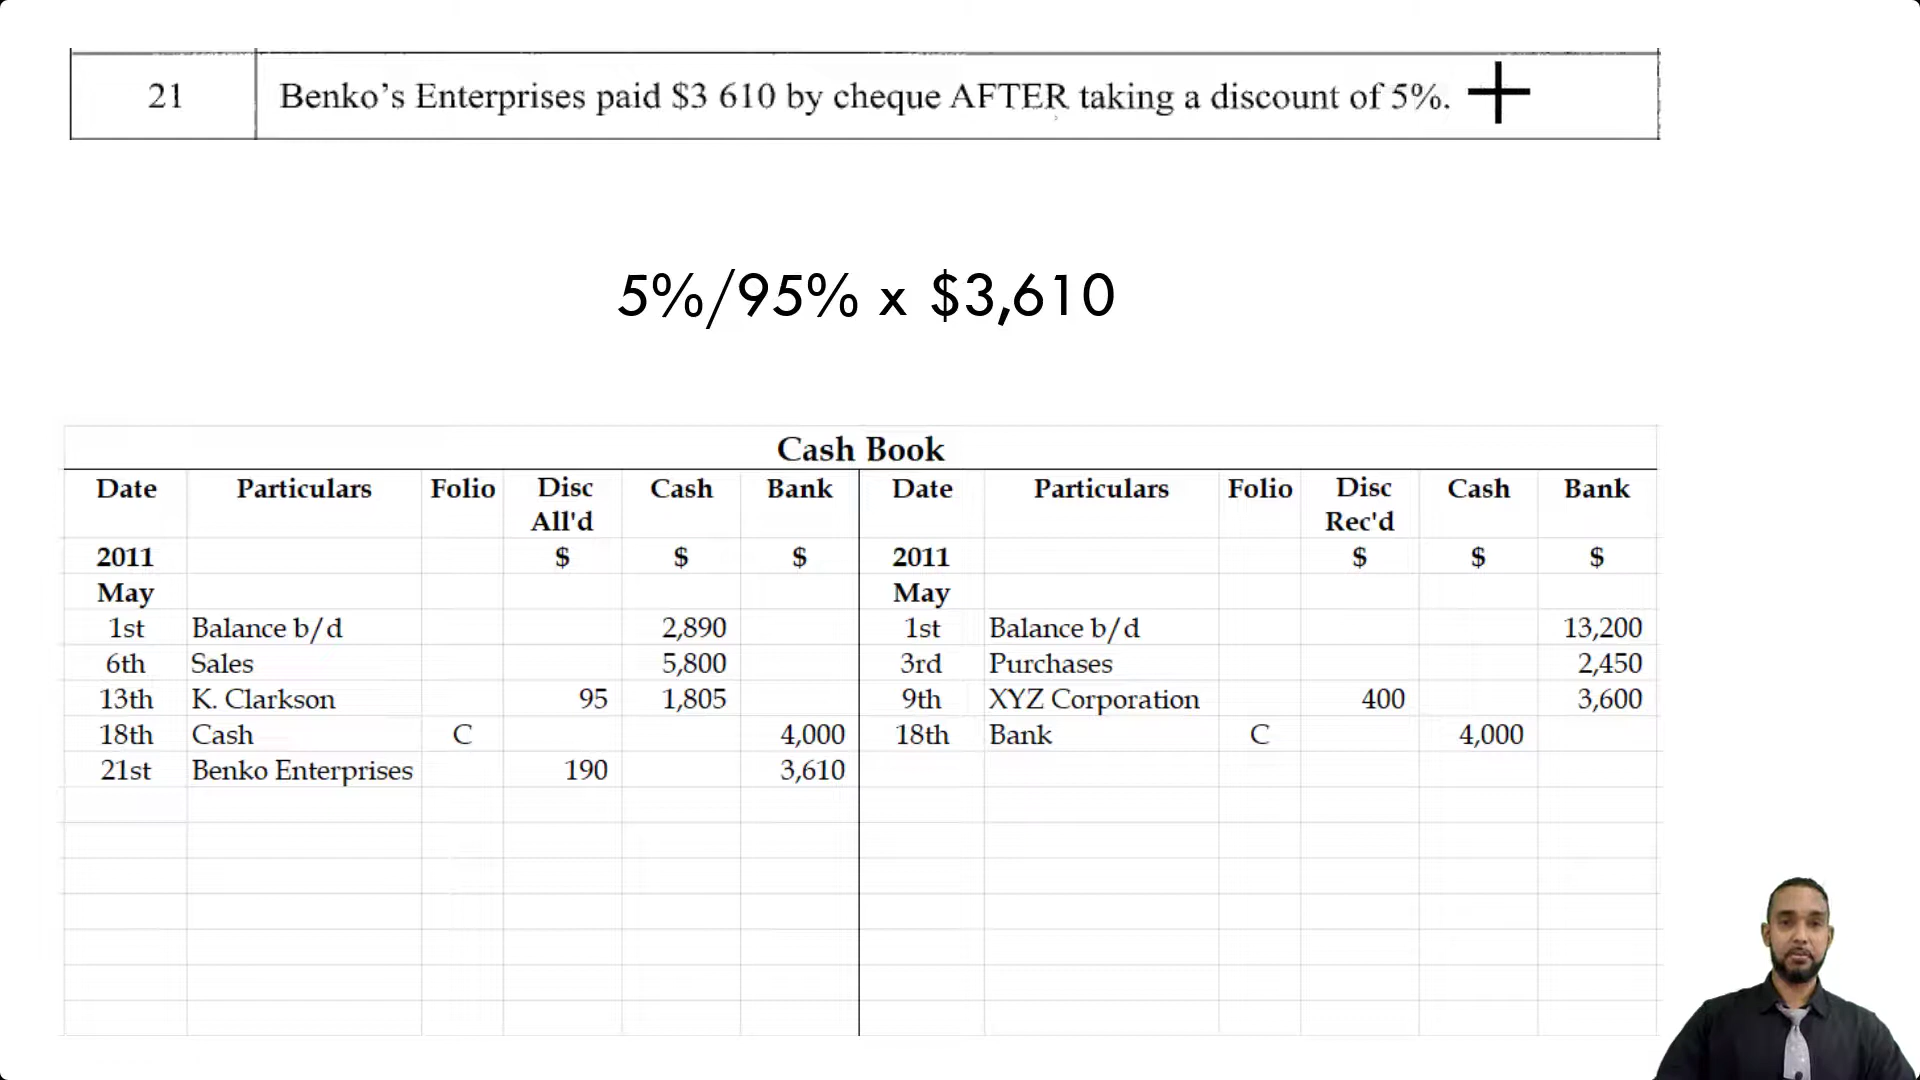 21 Benko's Enterprises paid $3 610 by cheque AFTER taking a discount of 5%. +
5%/95% x $3,610
Cash Book
Date Particulars Folio Disc All'd Cash Bank Date Particulars Folio Disc Rec'd Cash Bank
2011 $ $ $ 2011 $ $ $
May May
1st Balance b/d 2,890 1st Balance b/d 13,200
6th Sales 5,800 3rd Purchases 2,450
13th K. Clarkson 95 1,805 9th XYZ Corporation 400 3,600
18th Cash C 4,000 18th Bank C 4,000
21st Benko Enterprises 190 3,610